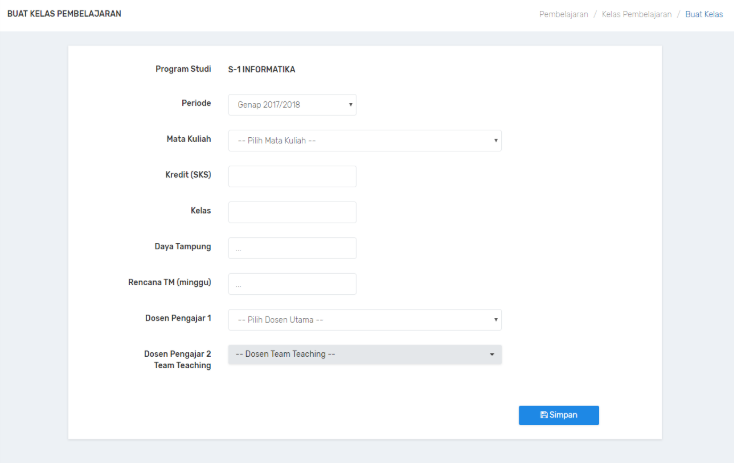 BUAT KELAS PEMBELAJARAN
Pembelajaran / Kelas Pembelajaran / Buat Kelas
Program Studi S-1 INFORMATIKA
Periode Genap 2017/2018
Mata Kuliah -- Pilih Mata Kuliah --
Kredit (SKS)
Kelas
Daya Tampung ...
Rencana TM (minggu) ...
Dosen Pengajar 1 -- Pilih Dosen Utama --
Dosen Pengajar 2 -- Dosen Team Teaching --
Team Teaching
Simpan